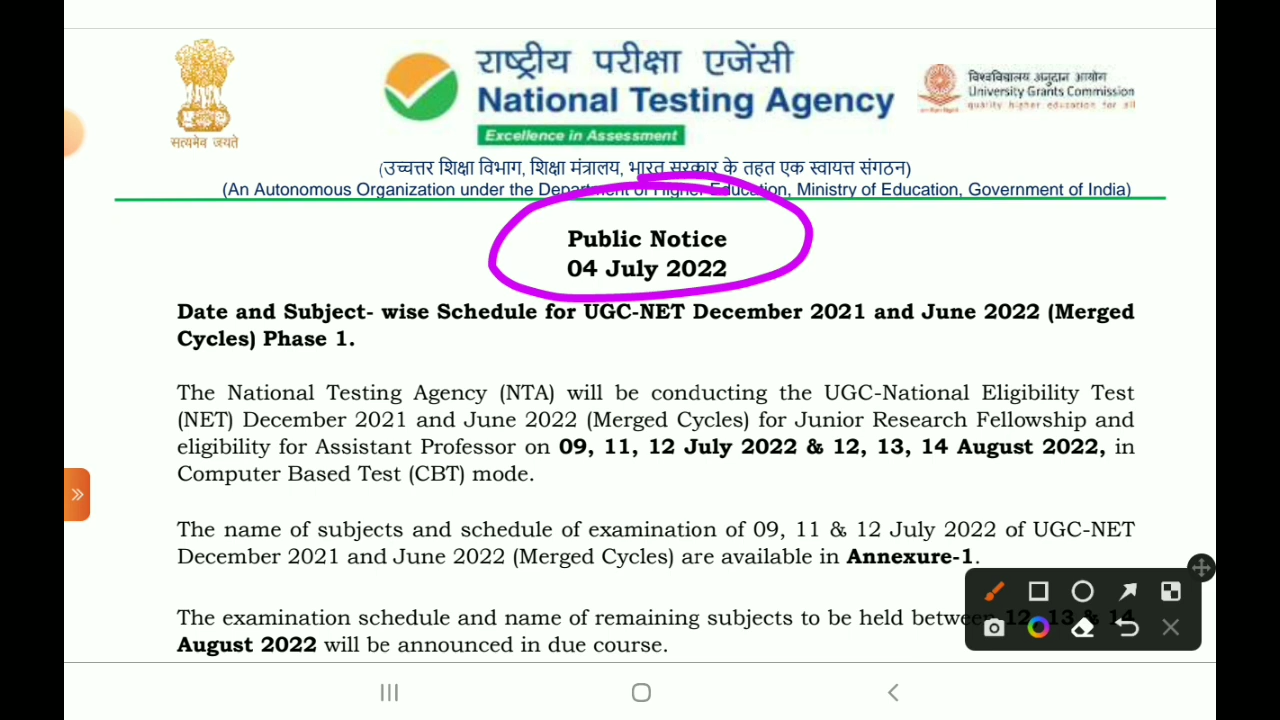 राष्ट्रीय परीक्षा एजेंसी
National Testing Agency
Excellence in Assessment
सत्यमेव जयते
विश्वविद्यालय अनुदान आयोग
University Grants Commission
quality higher education for all
(उच्चत्तर शिक्षा विभाग, शिक्षा मंत्रालय, भारत सरकार के तहत एक स्वायत्त संगठन)
(An Autonomous Organization under the Department of Higher Education, Ministry of Education, Government of India)
Public Notice
04 July 2022
Date and Subject- wise Schedule for UGC-NET December 2021 and June 2022 (Merged
Cycles) Phase 1.
The National Testing Agency (NTA) will be conducting the UGC-National Eligibility Test
(NET) December 2021 and June 2022 (Merged Cycles) for Junior Research Fellowship and
eligibility for Assistant Professor on 09, 11, 12 July 2022 & 12, 13, 14 August 2022, in
Computer Based Test (CBT) mode.
The name of subjects and schedule of examination of 09, 11 & 12 July 2022 of UGC-NET
December 2021 and June 2022 (Merged Cycles) are available in Annexure-1.
The examination schedule and name of remaining subjects to be held between 12, 13 & 14
August 2022 will be announced in due course.